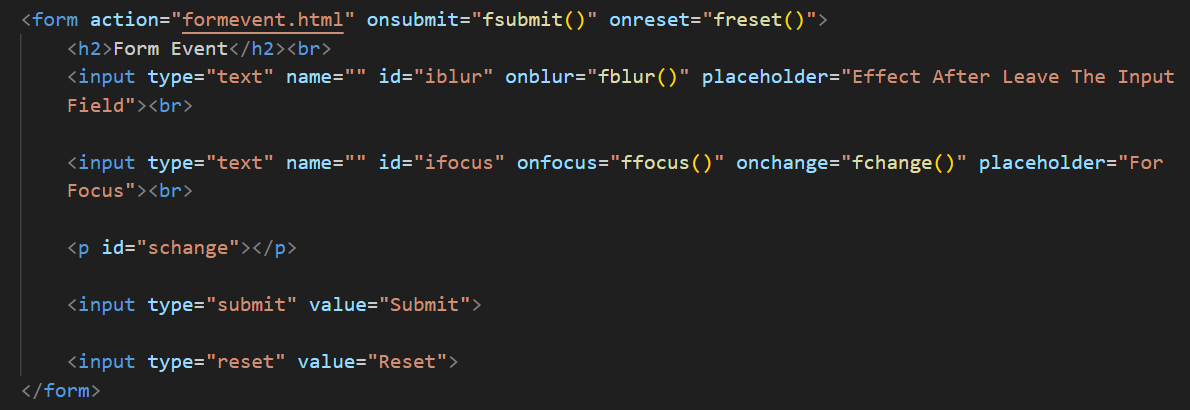 <form action="formevent.html" onsubmit="fsubmit()" onreset="freset()">
<h2>Form Event</h2><br>
<input type="text" name="" id="iblur" onblur="fblur()" placeholder="Effect After Leave The Input
Field"><br>
<input type="text" name="" id="ifocus" onfocus="ffocus()" onchange="fchange()" placeholder="For
Focus"><br>
<p id="schange"></p>
<input type="submit" value="Submit">
<input type="reset" value="Reset">
</form>